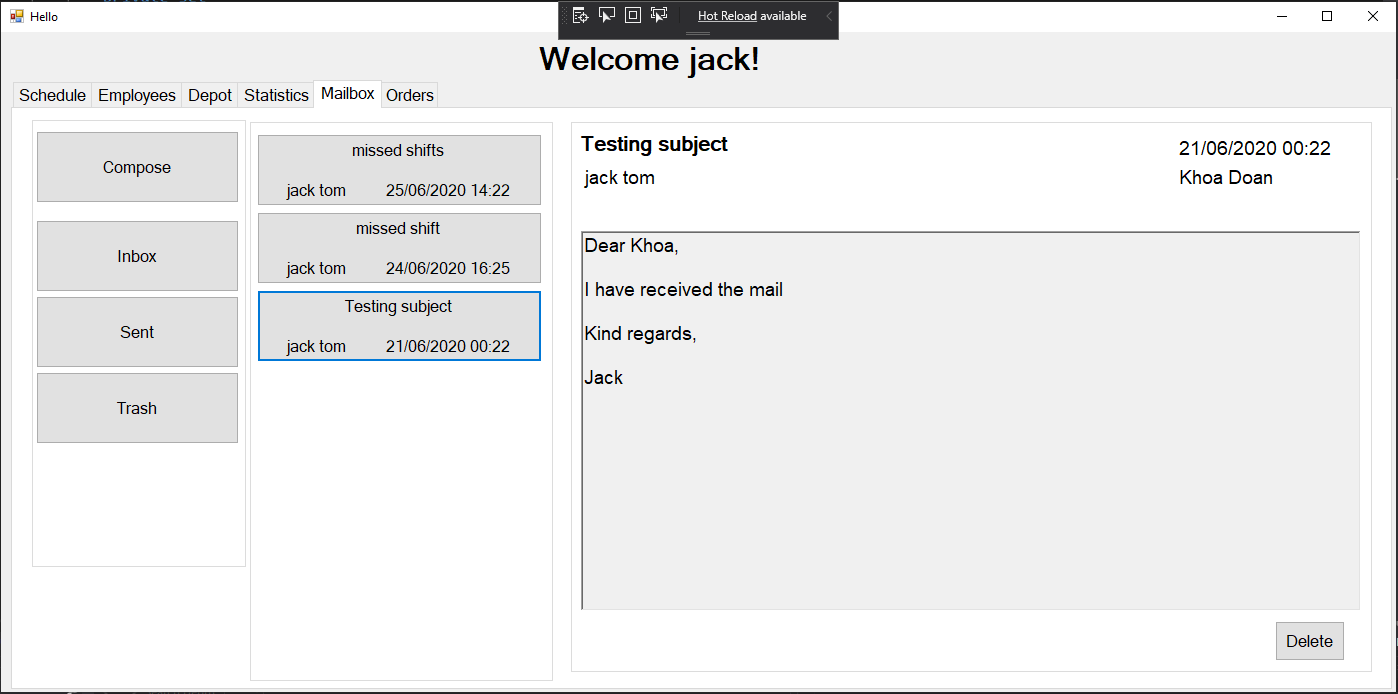 Hello
Hot Reload available
Welcome jack!
Schedule Employees Depot Statistics Mailbox Orders
Compose
Inbox
Sent
Trash
missed shifts
jack tom 25/06/2020 14:22
missed shift
jack tom 24/06/2020 16:25
Testing subject
jack tom 21/06/2020 00:22
Testing subject 21/06/2020 00:22
jack tom Khoa Doan
Dear Khoa,
I have received the mail
Kind regards,
Jack
Delete